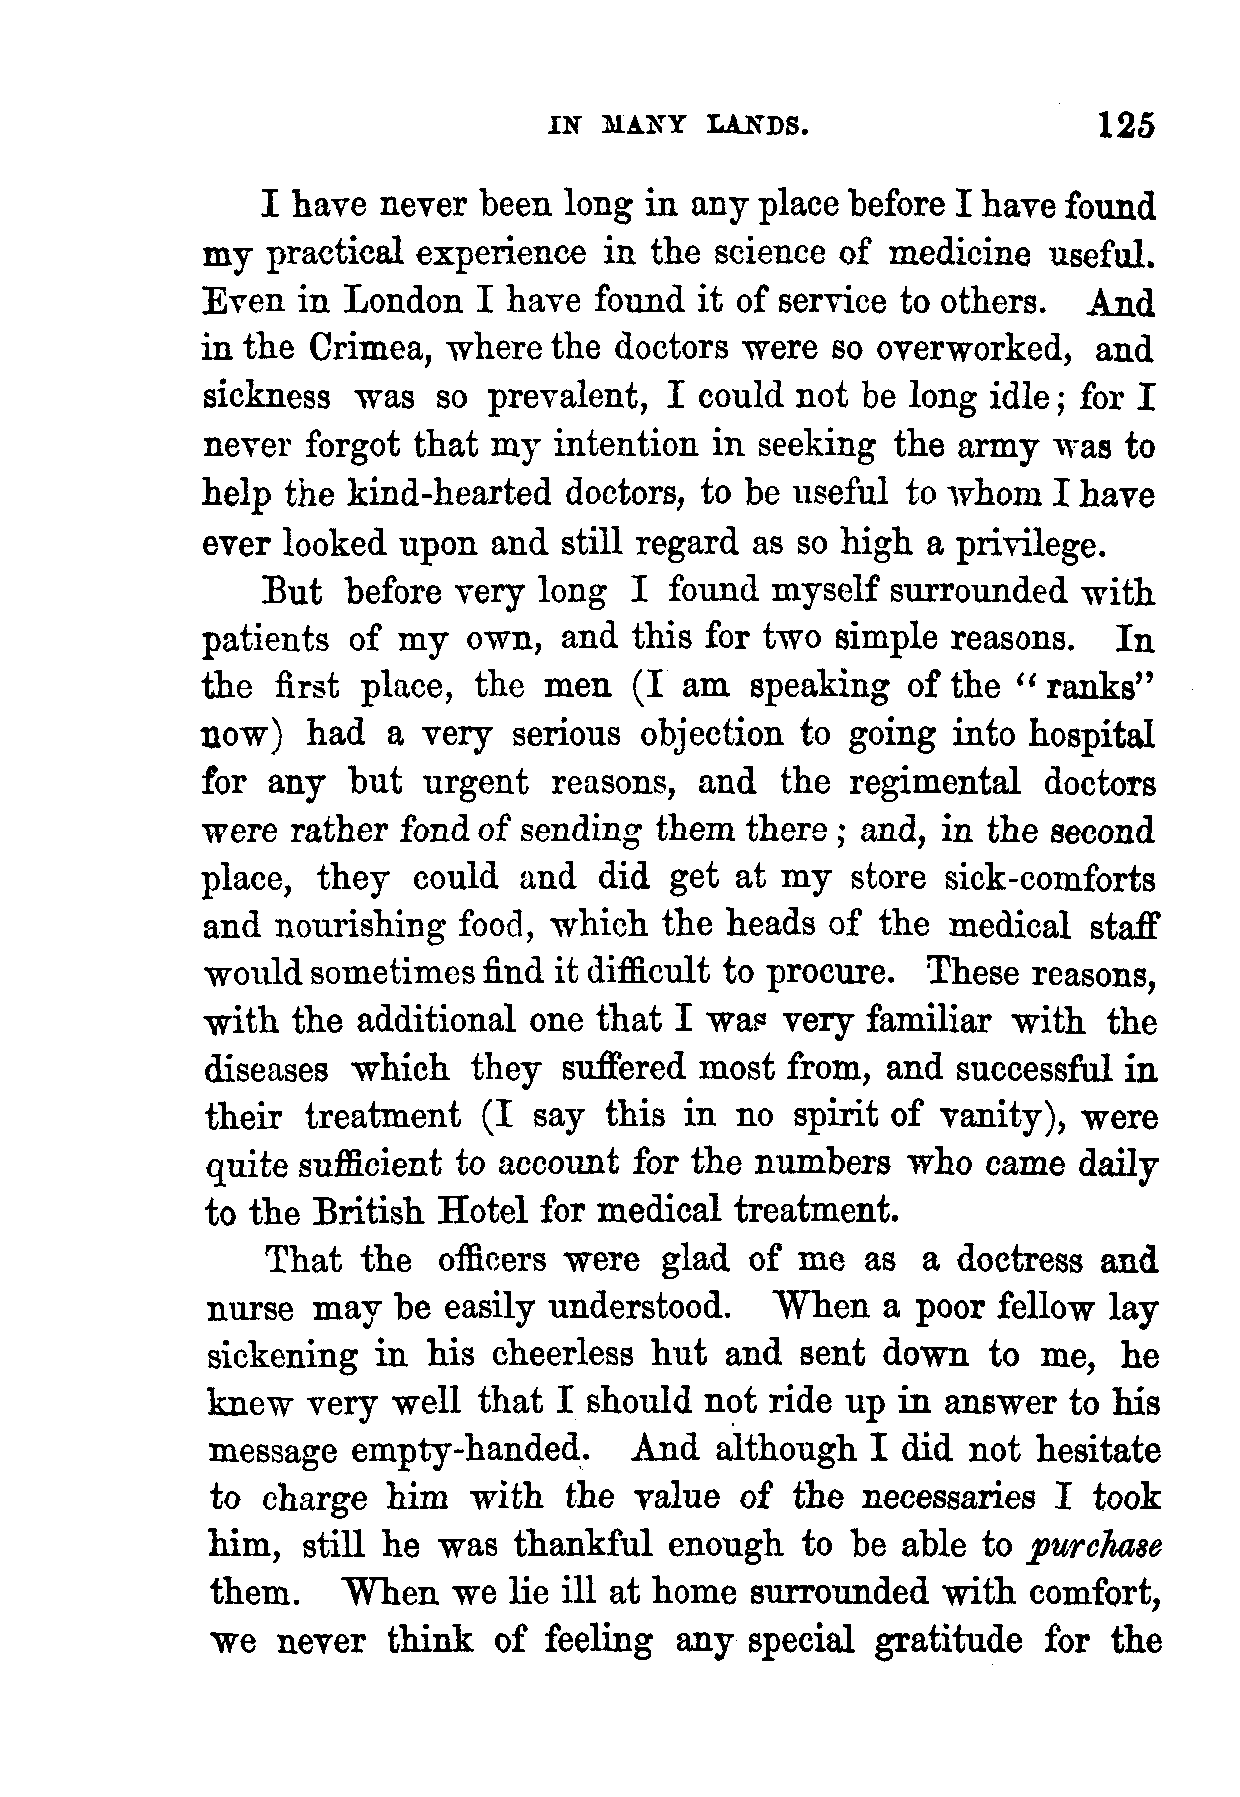 IN MANY LANDS. 125
I have never been long in any place before I have found
my practical experience in the science of medicine useful.
Even in London I have found it of service to others. And
in the Crimea, where the doctors were so overworked, and
sickness was so prevalent, I could not be long idle; for I
never forgot that my intention in seeking the army was to
help the kind-hearted doctors, to be useful to whom I have
ever looked upon and still regard as so high a privilege.
But before very long I found myself surrounded with
patients of my own, and this for two simple reasons. In
the first place, the men (I am speaking of the “ranks”
now) had a very serious objection to going into hospital
for any but urgent reasons, and the regimental doctors
were rather fond of sending them there; and, in the second
place, they could and did get at my store sick-comforts
and nourishing food, which the heads of the medical staff
would sometimes find it difficult to procure. These reasons,
with the additional one that I was very familiar with the
diseases which they suffered most from, and successful in
their treatment (I say this in no spirit of vanity), were
quite sufficient to account for the numbers who came daily
to the British Hotel for medical treatment.
That the officers were glad of me as a doctress and
nurse may be easily understood. When a poor fellow lay
sickening in his cheerless hut and sent down to me, he
knew very well that I should not ride up in answer to his
message empty-handed. And although I did not hesitate
to charge him with the value of the necessaries I took
him, still he was thankful enough to be able to purchase
them. When we lie ill at home surrounded with comfort,
we never think of feeling any special gratitude for the